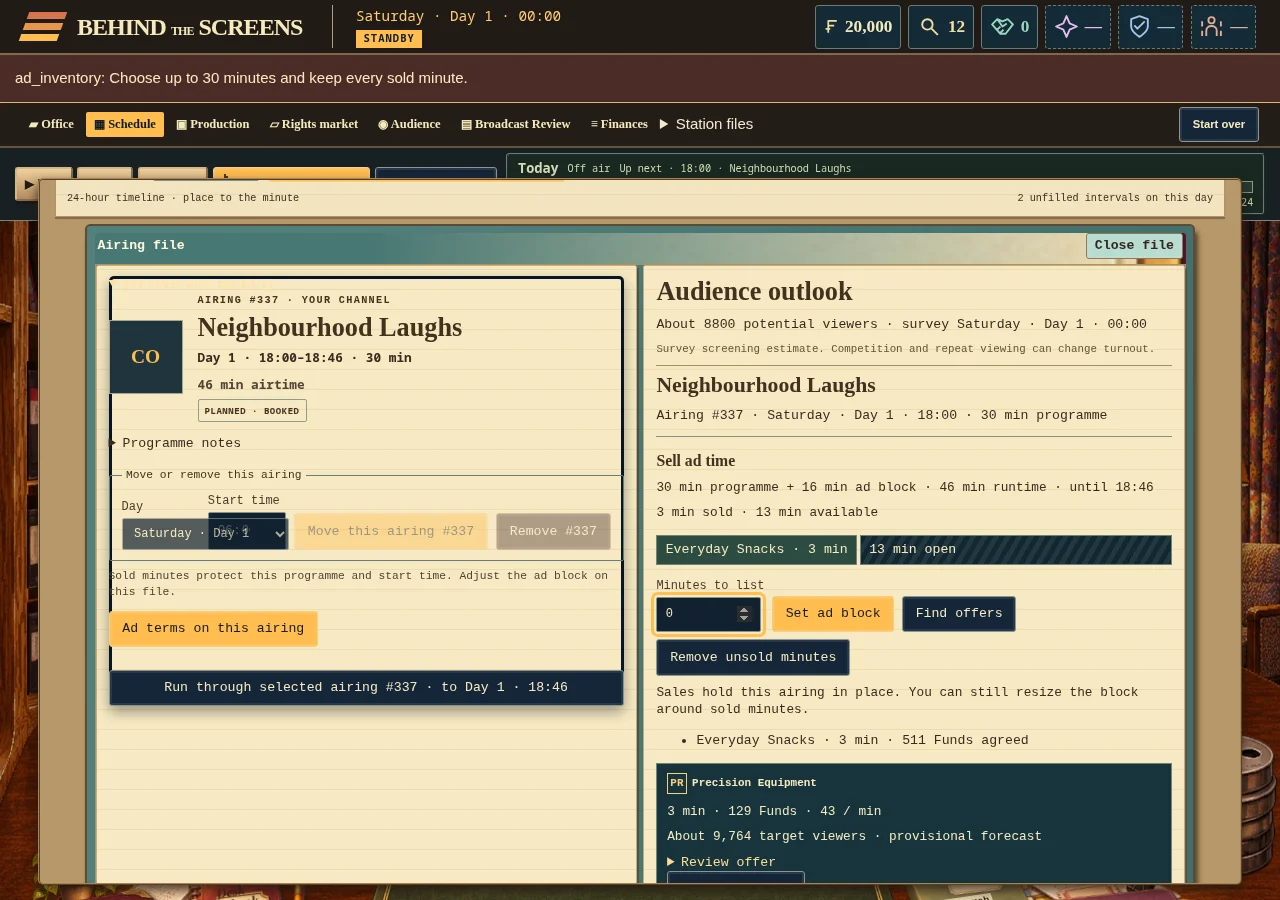 BEHIND THE SCREENS
Saturday · Day 1 · 00:00
STANDBY
20,000
12
0
—
—
—
ad_inventory: Choose up to 30 minutes and keep every sold minute.
Office
Schedule
Production
Rights market
Audience
Broadcast Review
Finances
Station files
Start over
Today Off air Up next · 18:00 · Neighbourhood Laughs
24
24-hour timeline · place to the minute
2 unfilled intervals on this day
Airing file
Close file
CO
AIRING #337 · YOUR CHANNEL
Neighbourhood Laughs
Day 1 · 18:00–18:46 · 30 min
46 min airtime
PLANNED · BOOKED
Programme notes
Move or remove this airing
Day
Start time
Saturday · Day 1
Move this airing #337
Remove #337
Sold minutes protect this programme and start time. Adjust the ad block on
this file.
Ad terms on this airing
Run through selected airing #337 · to Day 1 · 18:46
Audience outlook
About 8800 potential viewers · survey Saturday · Day 1 · 00:00
Survey screening estimate. Competition and repeat viewing can change turnout.
Neighbourhood Laughs
Airing #337 · Saturday · Day 1 · 18:00 · 30 min programme
Sell ad time
30 min programme + 16 min ad block · 46 min runtime · until 18:46
3 min sold · 13 min available
Everyday Snacks · 3 min
13 min open
Minutes to list
0
Set ad block
Find offers
Remove unsold minutes
Sales hold this airing in place. You can still resize the block
around sold minutes.
• Everyday Snacks · 3 min · 511 Funds agreed
PR Precision Equipment
3 min · 129 Funds · 43 / min
About 9,764 target viewers · provisional forecast
Review offer